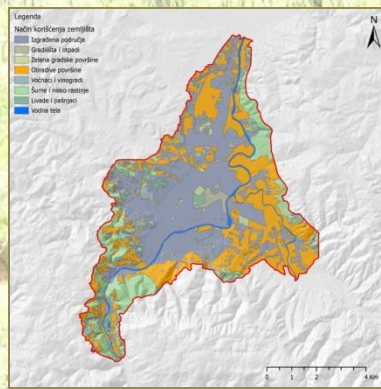 Legenda
N
Način korišćenja zemljišta
Izgrađena područja
Gradilišta i otpadi
Zelena gradske površine
Obradive površine
Voćnaci i vinogradi
Šume i nisko rastinje
Livade i pašnjaci
Vodna tela
0 1 2 4 Km